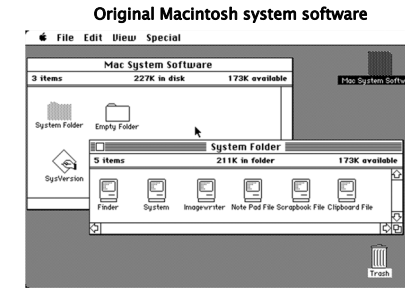 Original Macintosh system software
File Edit View Special
Mac System Software
3 items 227K in disk 173K available
Mac System Softw
System Folder Empty Folder
SysVersion
System Folder
5 items 211K in folder 173K available
Finder System Imagewriter Note Pad File Scrapbook File Clipboard File
Trash